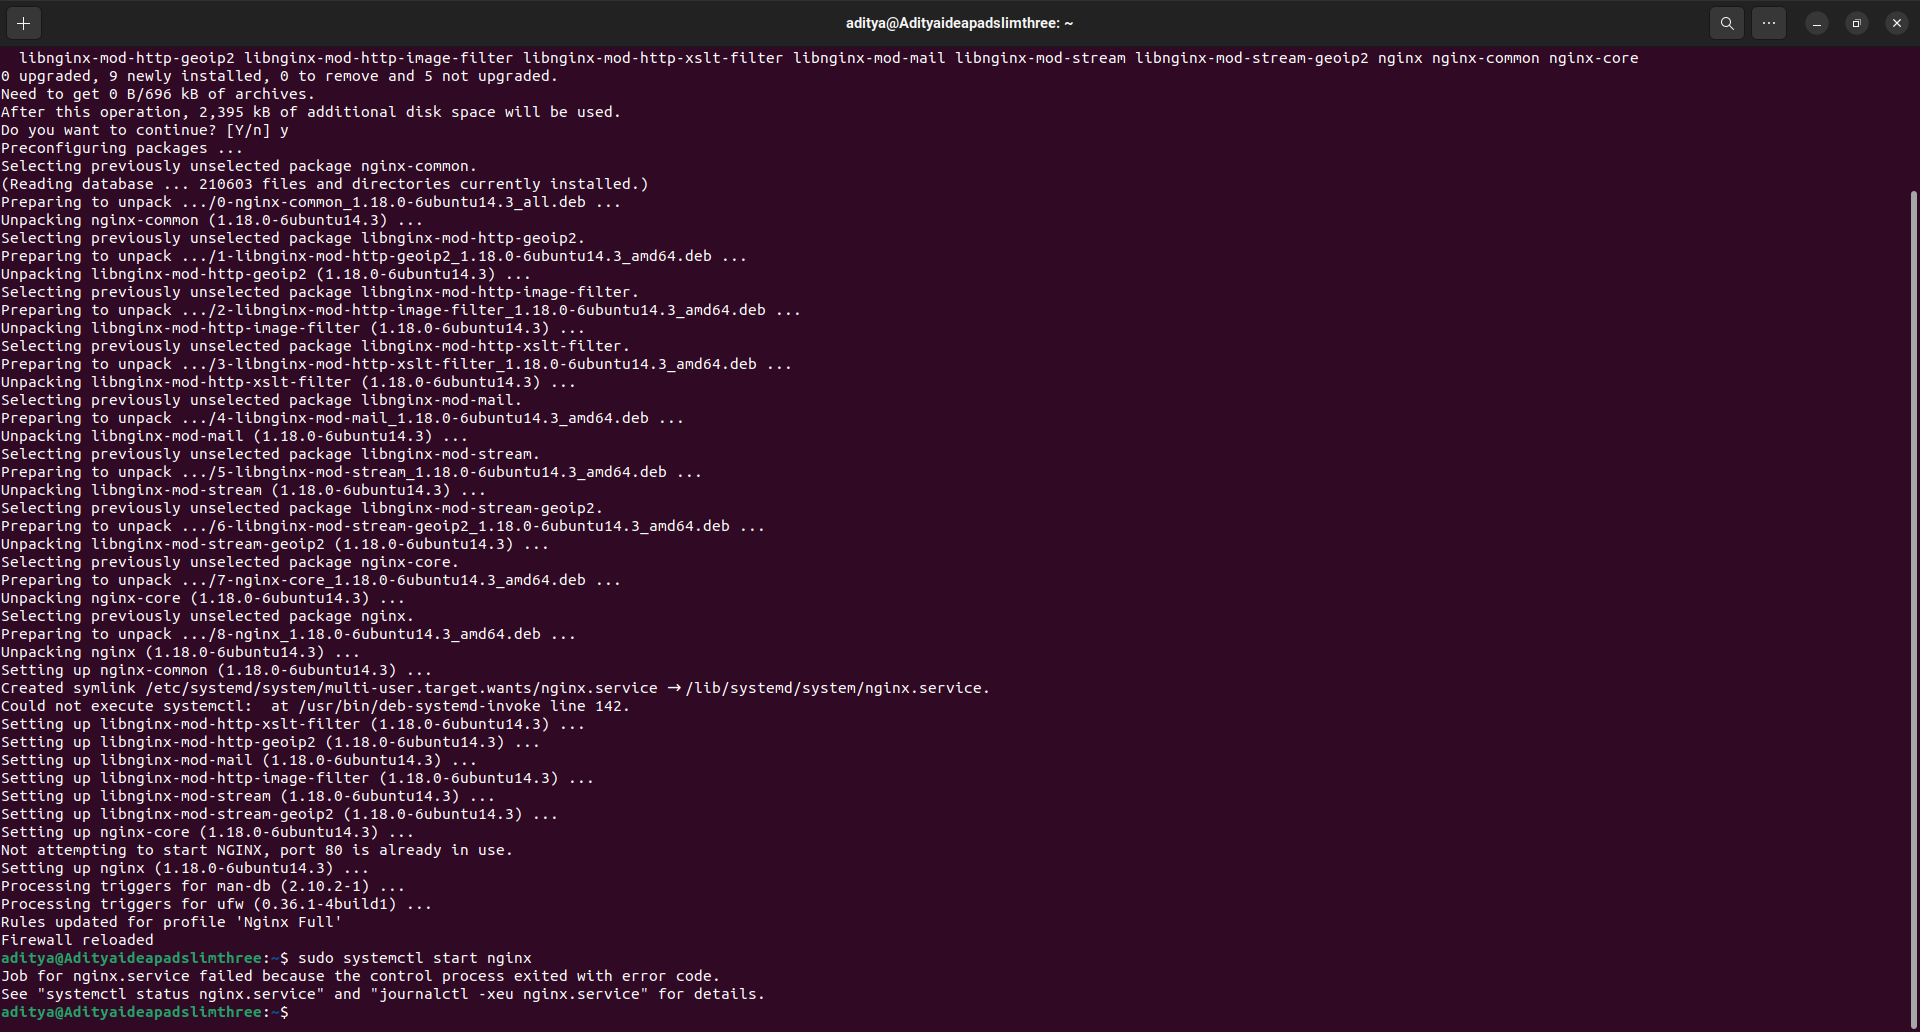 aditya@Adityaideapadslimthree: ~
  libnginx-mod-http-geoip2 libnginx-mod-http-image-filter libnginx-mod-http-xslt-filter libnginx-mod-mail libnginx-mod-stream libnginx-mod-stream-geoip2 nginx nginx-common nginx-core
0 upgraded, 9 newly installed, 0 to remove and 5 not upgraded.
Need to get 0 B/696 kB of archives.
After this operation, 2,395 kB of additional disk space will be used.
Do you want to continue? [Y/n] y
Preconfiguring packages ...
Selecting previously unselected package nginx-common.
(Reading database ... 210603 files and directories currently installed.)
Preparing to unpack .../0-nginx-common_1.18.0-6ubuntu14.3_all.deb ...
Unpacking nginx-common (1.18.0-6ubuntu14.3) ...
Selecting previously unselected package libnginx-mod-http-geoip2.
Preparing to unpack .../1-libnginx-mod-http-geoip2_1.18.0-6ubuntu14.3_amd64.deb ...
Unpacking libnginx-mod-http-geoip2 (1.18.0-6ubuntu14.3) ...
Selecting previously unselected package libnginx-mod-http-image-filter.
Preparing to unpack .../2-libnginx-mod-http-image-filter_1.18.0-6ubuntu14.3_amd64.deb ...
Unpacking libnginx-mod-http-image-filter (1.18.0-6ubuntu14.3) ...
Selecting previously unselected package libnginx-mod-http-xslt-filter.
Preparing to unpack .../3-libnginx-mod-http-xslt-filter_1.18.0-6ubuntu14.3_amd64.deb ...
Unpacking libnginx-mod-http-xslt-filter (1.18.0-6ubuntu14.3) ...
Selecting previously unselected package libnginx-mod-mail.
Preparing to unpack .../4-libnginx-mod-mail_1.18.0-6ubuntu14.3_amd64.deb ...
Unpacking libnginx-mod-mail (1.18.0-6ubuntu14.3) ...
Selecting previously unselected package libnginx-mod-stream.
Preparing to unpack .../5-libnginx-mod-stream_1.18.0-6ubuntu14.3_amd64.deb ...
Unpacking libnginx-mod-stream (1.18.0-6ubuntu14.3) ...
Selecting previously unselected package libnginx-mod-stream-geoip2.
Preparing to unpack .../6-libnginx-mod-stream-geoip2_1.18.0-6ubuntu14.3_amd64.deb ...
Unpacking libnginx-mod-stream-geoip2 (1.18.0-6ubuntu14.3) ...
Selecting previously unselected package nginx-core.
Preparing to unpack .../7-nginx-core_1.18.0-6ubuntu14.3_amd64.deb ...
Unpacking nginx-core (1.18.0-6ubuntu14.3) ...
Selecting previously unselected package nginx.
Preparing to unpack .../8-nginx_1.18.0-6ubuntu14.3_amd64.deb ...
Unpacking nginx (1.18.0-6ubuntu14.3) ...
Setting up nginx-common (1.18.0-6ubuntu14.3) ...
Created symlink /etc/systemd/system/multi-user.target.wants/nginx.service → /lib/systemd/system/nginx.service.
Could not execute systemctl:  at /usr/bin/deb-systemd-invoke line 142.
Setting up libnginx-mod-http-xslt-filter (1.18.0-6ubuntu14.3) ...
Setting up libnginx-mod-http-geoip2 (1.18.0-6ubuntu14.3) ...
Setting up libnginx-mod-mail (1.18.0-6ubuntu14.3) ...
Setting up libnginx-mod-http-image-filter (1.18.0-6ubuntu14.3) ...
Setting up libnginx-mod-stream (1.18.0-6ubuntu14.3) ...
Setting up libnginx-mod-stream-geoip2 (1.18.0-6ubuntu14.3) ...
Setting up nginx-core (1.18.0-6ubuntu14.3) ...
Not attempting to start NGINX, port 80 is already in use.
Setting up nginx (1.18.0-6ubuntu14.3) ...
Processing triggers for man-db (2.10.2-1) ...
Processing triggers for ufw (0.36.1-4build1) ...
Rules updated for profile 'Nginx Full'
Firewall reloaded
aditya@Adityaideapadslimthree:~$ sudo systemctl start nginx
Job for nginx.service failed because the control process exited with error code.
See "systemctl status nginx.service" and "journalctl -xeu nginx.service" for details.
aditya@Adityaideapadslimthree:~$